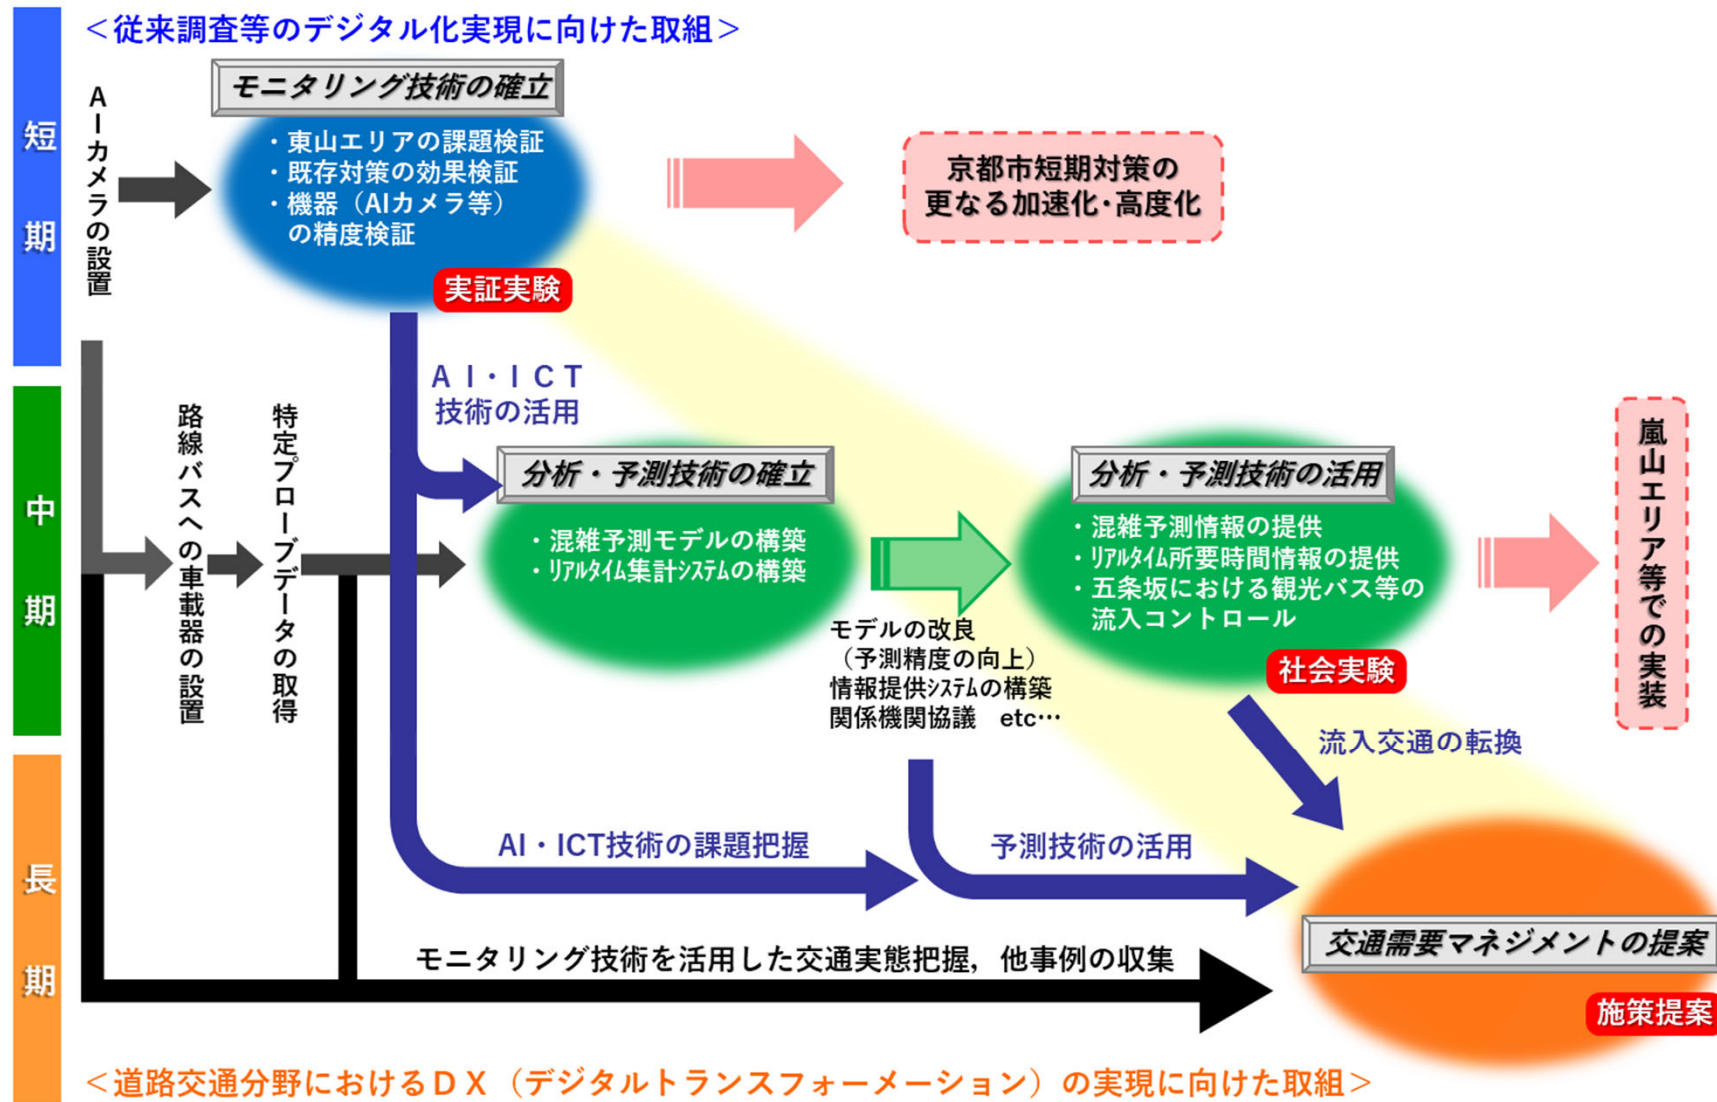 ＜従来調査等のデジタル化実現に向けた取組＞
短期
AIカメラの設置
モニタリング技術の確立
・東山エリアの課題検証
・既存対策の効果検証
・機器（AIカメラ等）
の精度検証
実証実験
京都市短期対策の
更なる加速化・高度化
ＡＩ・ＩＣＴ
技術の活用
中期
路線バスへの車載器の設置
特定プローブデータの取得
分析・予測技術の確立
・混雑予測モデルの構築
・ﾘｱﾙﾀｲﾑ集計ｼｽﾃﾑの構築
モデルの改良
（予測精度の向上）
情報提供ｼｽﾃﾑの構築
関係機関協議　etc…
分析・予測技術の活用
・混雑予測情報の提供
・ﾘｱﾙﾀｲﾑ所要時間情報の提供
・五条坂における観光バス等の
流入コントロール
社会実験
嵐山エリア等での実装
流入交通の転換
長期
AI・ICT技術の課題把握
予測技術の活用
モニタリング技術を活用した交通実態把握，他事例の収集
交通需要マネジメントの提案
施策提案
＜道路交通分野におけるＤＸ（デジタルトランスフォーメーション）の実現に向けた取組＞